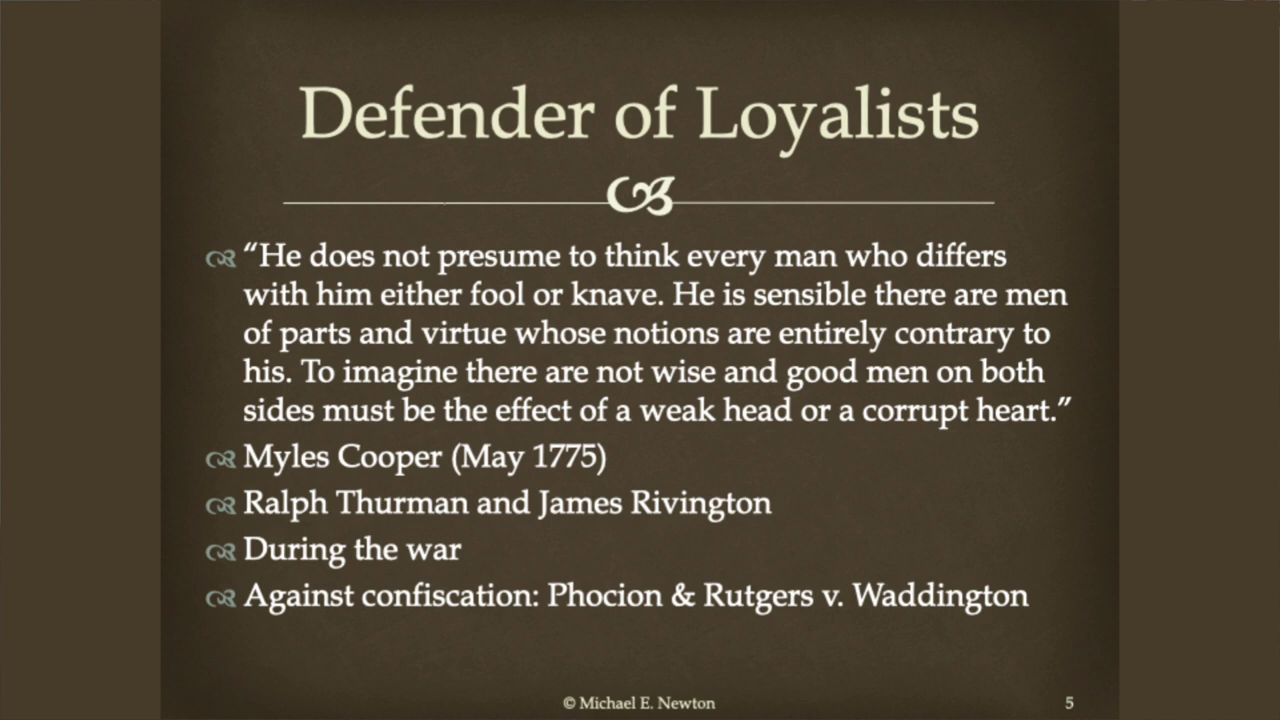 Defender of Loyalists
“He does not presume to think every man who differs
with him either fool or knave. He is sensible there are men
of parts and virtue whose notions are entirely contrary to
his. To imagine there are not wise and good men on both
sides must be the effect of a weak head or a corrupt heart.”
Myles Cooper (May 1775)
Ralph Thurman and James Rivington
During the war
Against confiscation: Phocion & Rutgers v. Waddington
© Michael E. Newton
5